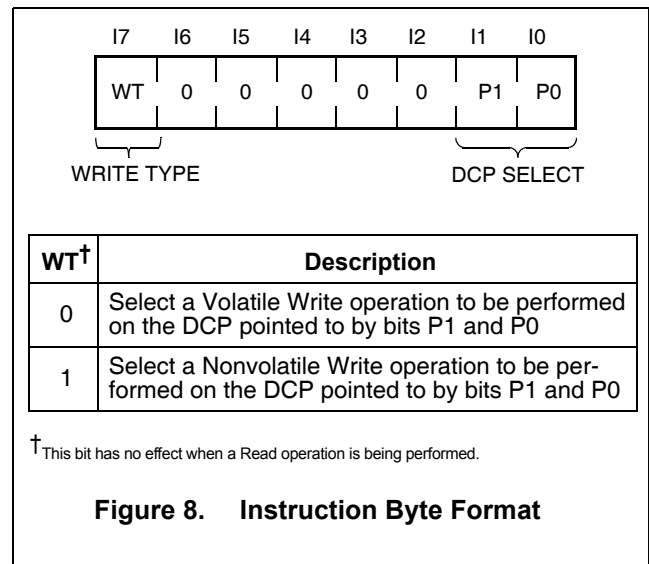 I7 I6 I5 I4 I3 I2 I1 I0
WT 0 0 0 0 0 P1 P0
WRITE TYPE DCP SELECT
WT† Description
0 Select a Volatile Write operation to be performed
on the DCP pointed to by bits P1 and P0
1 Select a Nonvolatile Write operation to be per-
formed on the DCP pointed to by bits P1 and P0
†This bit has no effect when a Read operation is being performed.
Figure 8. Instruction Byte Format